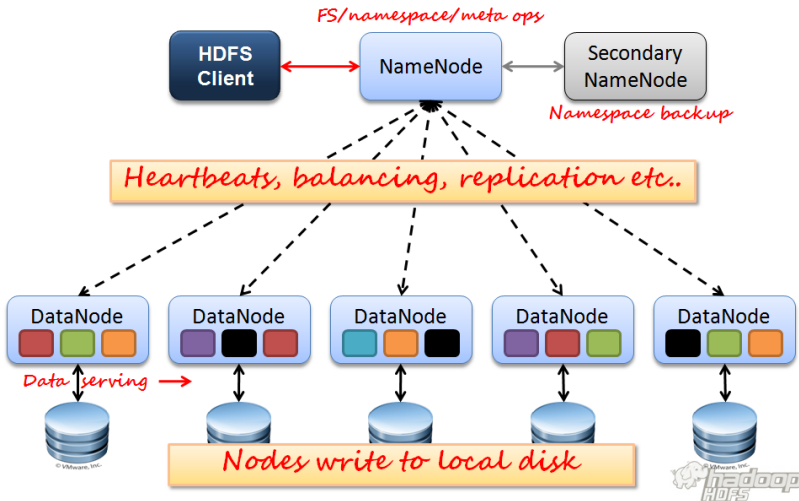 FS/namespace/meta ops
HDFS
Client
NameNode
Secondary
NameNode
Namespace backup
Heartbeats, balancing, replication etc..
DataNode
DataNode
DataNode
DataNode
DataNode
Data serving
© VMware, Inc.
© VMware, Inc.
Nodes write to local disk
hadoop
HDFS